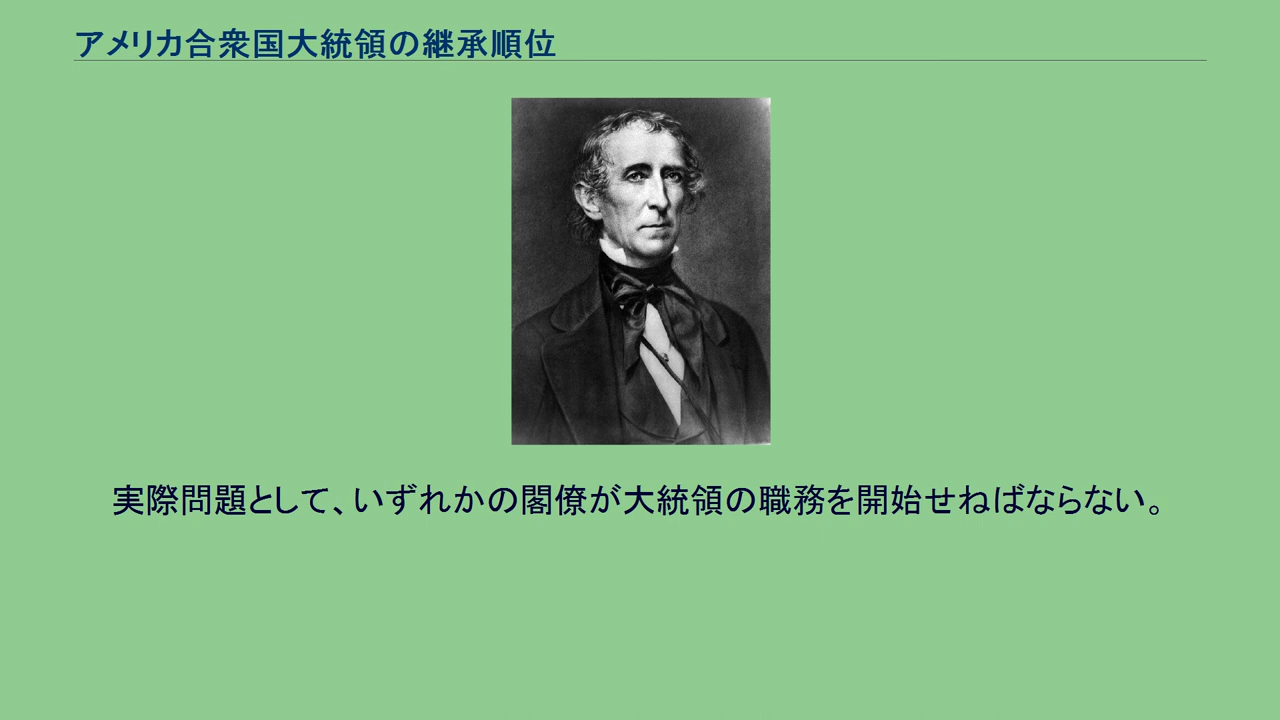 アメリカ合衆国大統領の継承順位
実際問題として、いずれかの閣僚が大統領の職務を開始せねばならない。